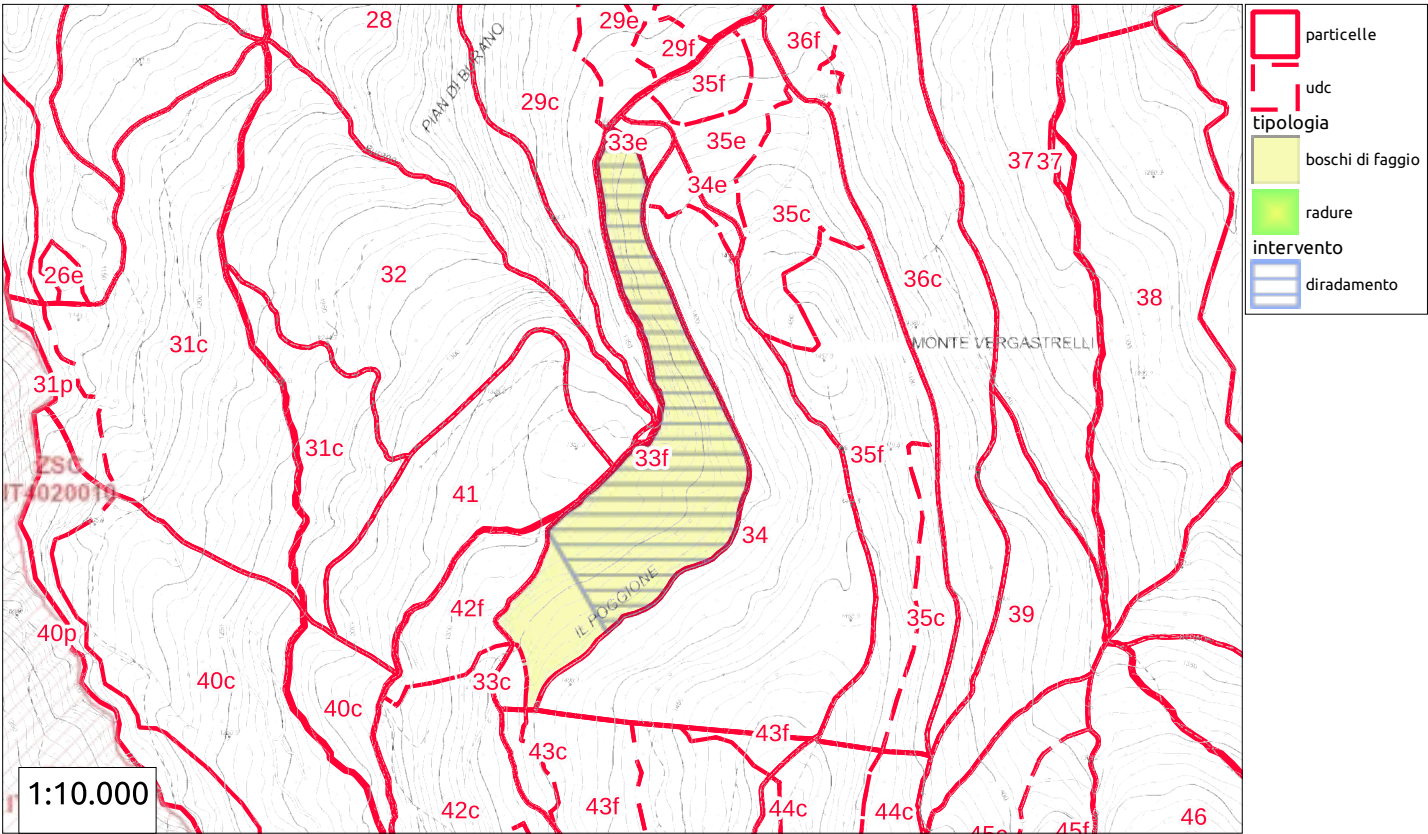 28
29e
29f
36f
35f
29c
PIAN DI BURANO
33e
35e
3737
34e
35c
26e
32
36c
38
31c
MONTE VERGASTRELLI
31p
31c
33f
35f
ZSC
IT4020010
41
34
42f
IL POGGIONE
35c
39
40p
33c
40c
40c
43f
43c
42c
43f
44c
44c
45c
45f
46
1:10.000
particelle
udc
tipologia
boschi di faggio
radure
intervento
diradamento